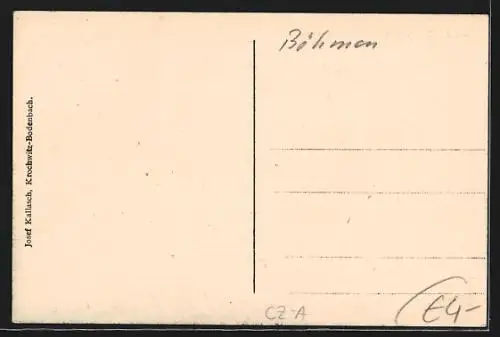 Böhmen
Josef Kallasch, Krochwitz-Bodenbach.
CZ-A
€4-